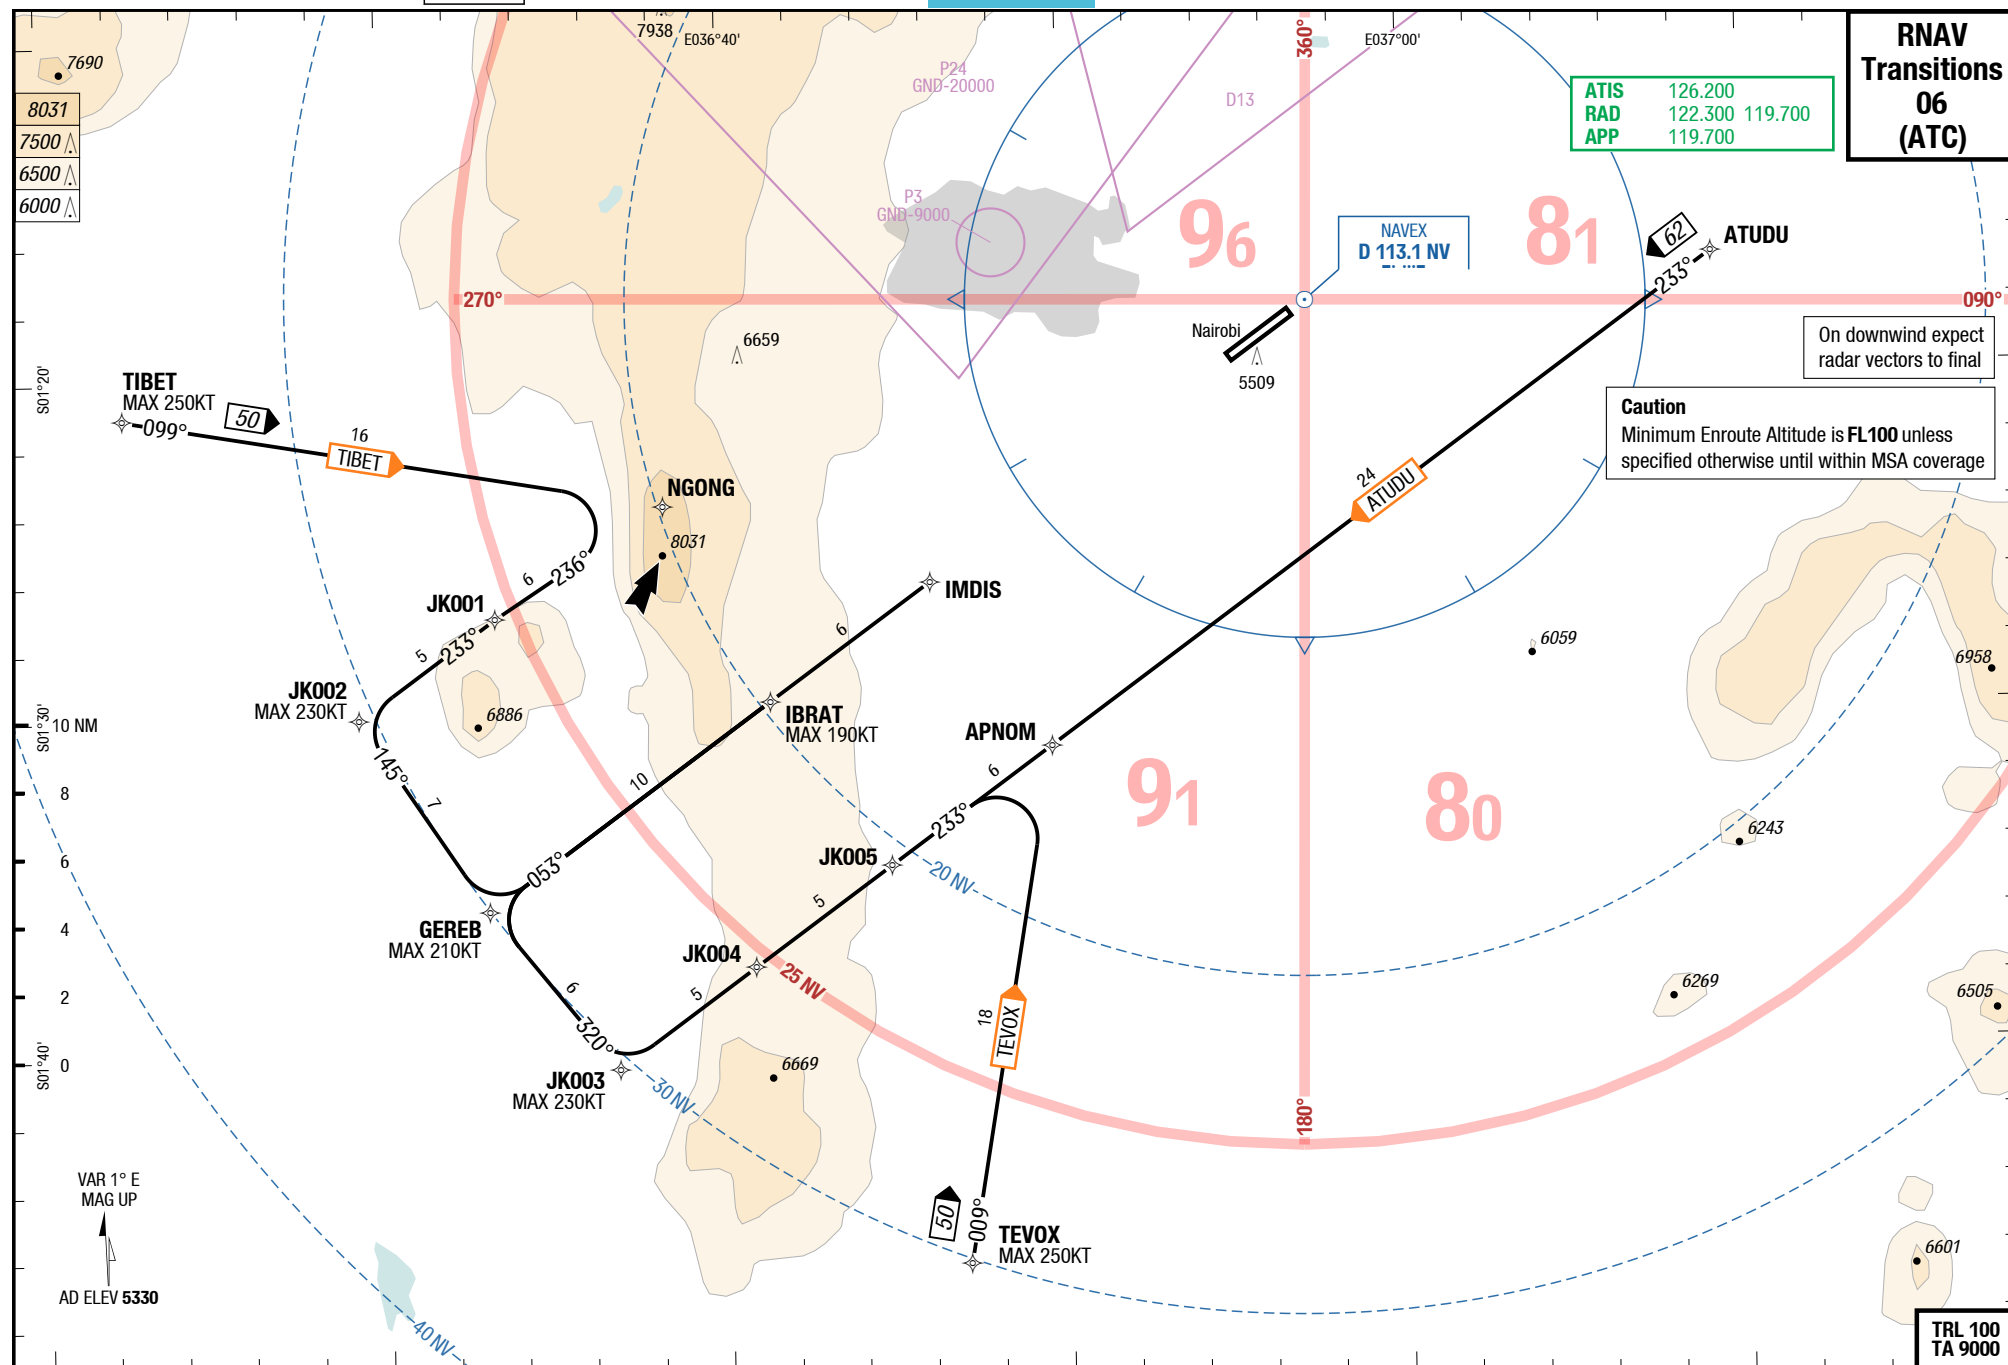 RNAV
Transitions
06
(ATC)
7938
E036°40'
E037°00'
360°
7690
8031
7500
6500
6000
P24
GND-20000
D13
ATIS 126.200
RAD 122.300 119.700
APP 119.700
P3
GND-9000
96
81
NAVEX
D 113.1 NV
62
ATUDU
233°
270°
090°
Nairobi
5509
6659
On downwind expect
radar vectors to final
Caution
Minimum Enroute Altitude is FL100 unless
specified otherwise until within MSA coverage
S01°20'
TIBET
MAX 250KT
099°
50
16
TIBET
24
ATUDU
NGONG
8031
236°
6
JK001
233°
5
IMDIS
6
6059
6958
JK002
MAX 230KT
6886
IBRAT
MAX 190KT
APNOM
6
S01°30'
10 NM
8
6
4
2
0
145°
7
10
053°
91
80
233°
JK005
20 NV
6243
5
GEREB
MAX 210KT
JK004
25 NV
5
6
320°
18
TEVOX
6269
6505
S01°40'
JK003
MAX 230KT
6669
30 NV
180°
VAR 1° E
MAG UP
50
009°
TEVOX
MAX 250KT
6601
AD ELEV 5330
40 NV
TRL 100
TA 9000